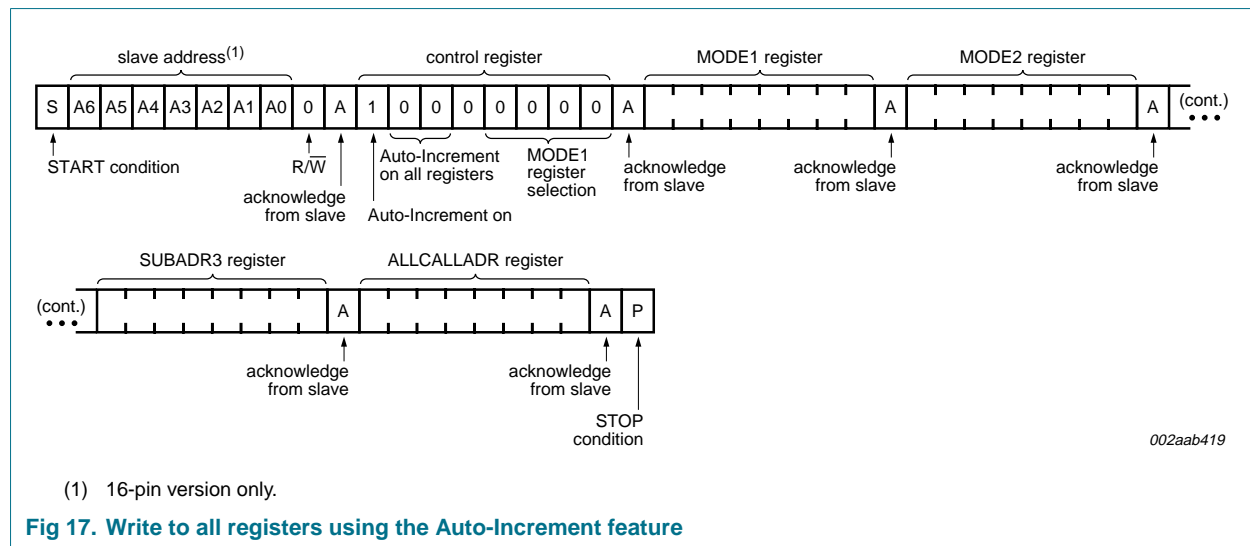 slave address(1) control register MODE1 register MODE2 register
S A6 A5 A4 A3 A2 A1 A0 0 A 1 0 0 0 0 0 0 0 A A A (cont.)
START condition R/W Auto-Increment on all registers MODE1 register selection acknowledge from slave acknowledge from slave acknowledge from slave
acknowledge from slave Auto-Increment on
SUBADR3 register ALLCALLADR register
(cont.) A A P
acknowledge from slave acknowledge from slave
STOP condition
002aab419
(1) 16-pin version only.
Fig 17. Write to all registers using the Auto-Increment feature